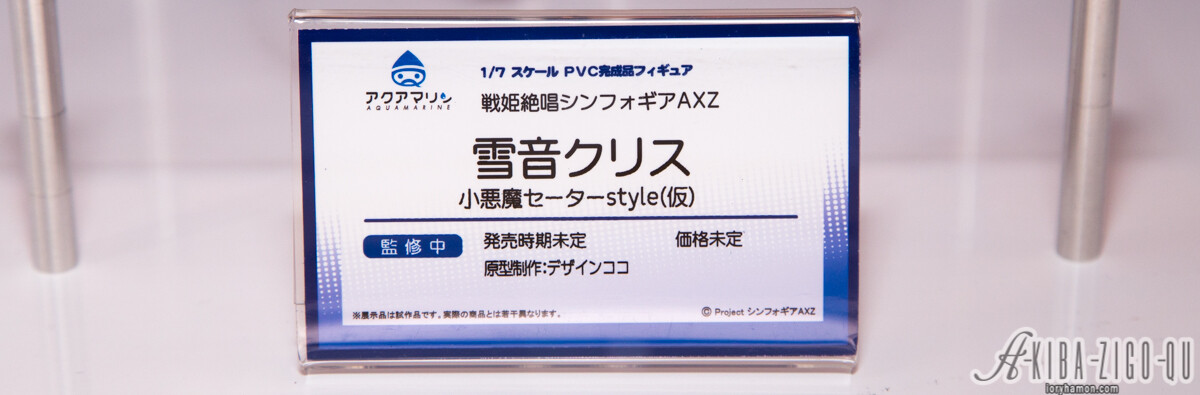 アクアマリン
AQUAMARINE
1/7 スケール PVC完成品フィギュア
戦姫絶唱シンフォギアAXZ
雪音クリス
小悪魔セーターstyle(仮)
監修中
発売時期未定 価格未定
原型制作:デザインココ
※展示品は試作品です。実際の商品とは若干異なります。
© Project シンフォギアAXZ
A-KIBA-ZIGO-QU
ioryhamon.com